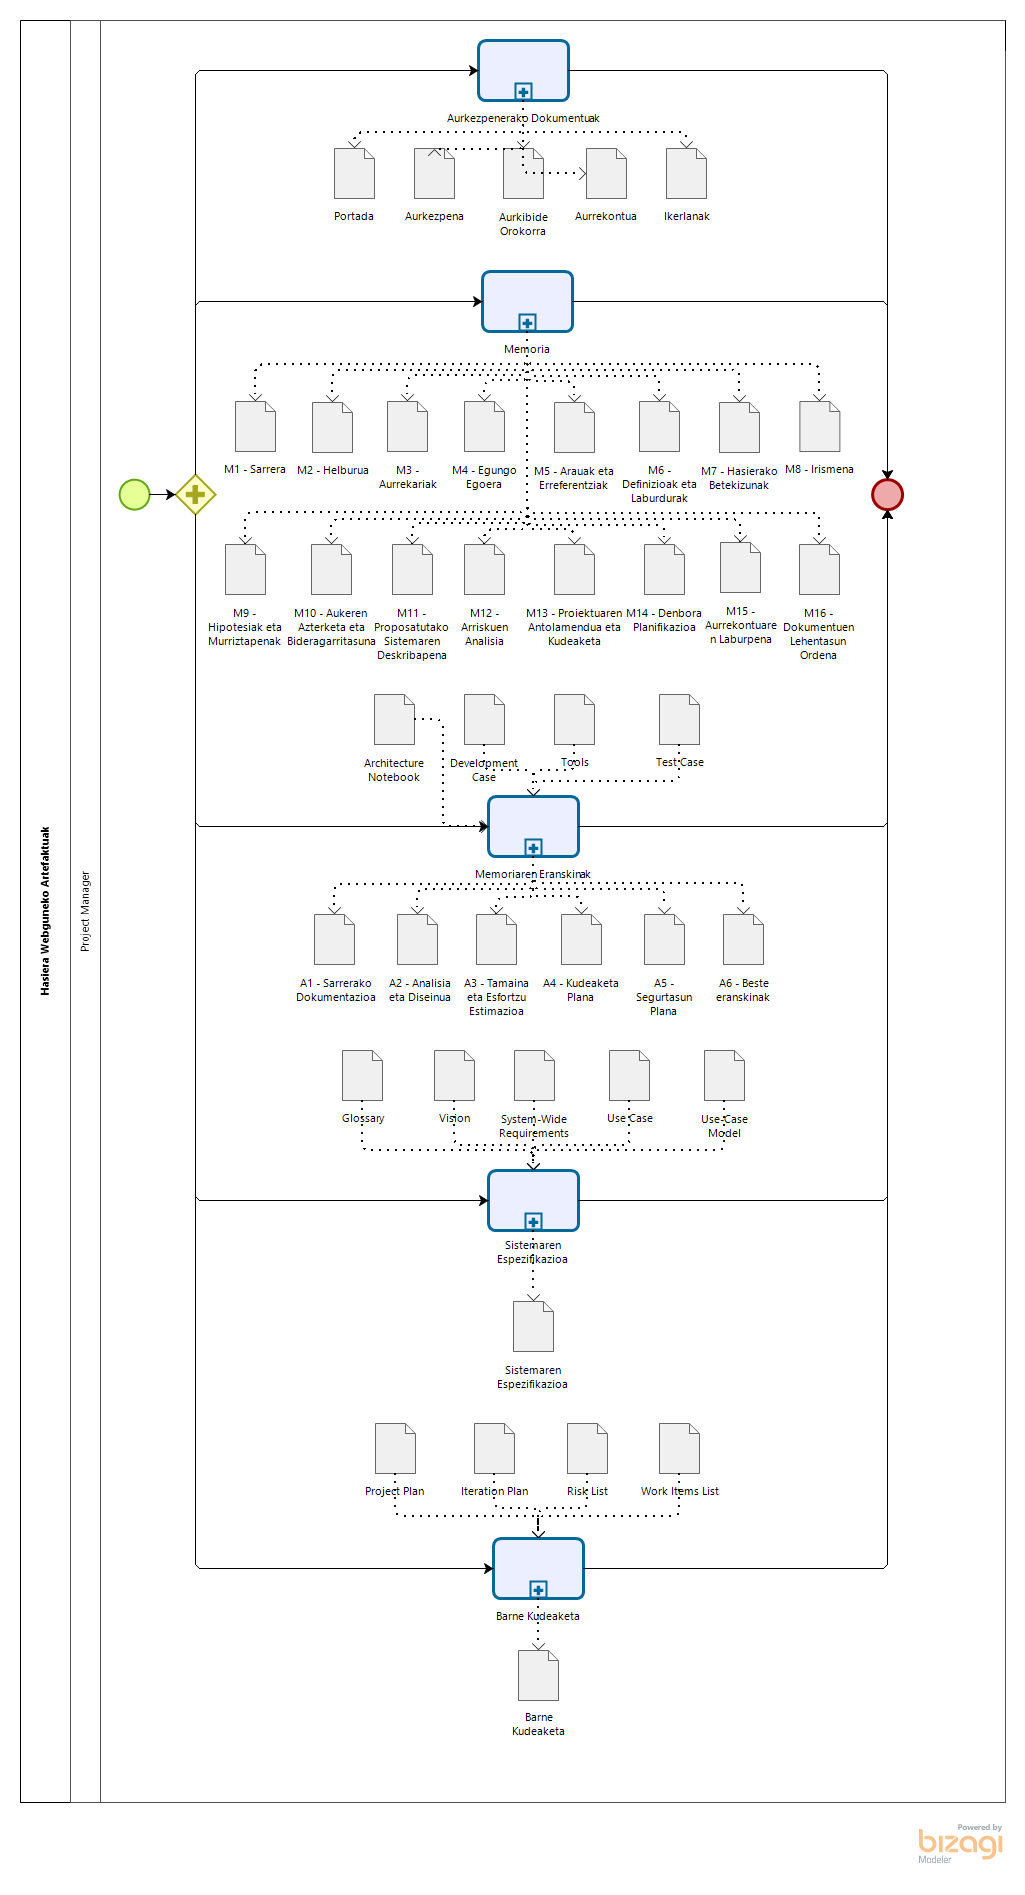 Hasiera Webguneko Artefaktuak
Project Manager
Aurkezpenerako Dokumentuak
Portada
Aurkezpena
Aurkibide
Orokorra
Aurrekontua
Ikerlanak
Memoria
M1 - Sarrera
M2 - Helburua
M3 -
Aurrekariak
M4 - Egungo
Egoera
M5 - Arauak eta
Erreferentziak
M6 -
Definizioak eta
Laburdurak
M7 - Hasierako
Betekizunak
M8 - Irismena
M9 -
Hipotesiak eta
Murriztapenak
M10 - Aukeren
Azterketa eta
Bideragarritasuna
M11 -
Proposatutako
Sistemaren
Deskribapena
M12 -
Arriskuen
Analisia
M13 - Proiektuaren
Antolamendua eta
Kudeaketa
M14 - Denbora
Planifikazioa
M15 -
Aurrekontuare
n Laburpena
M16 -
Dokumentuen
Lehentasun
Ordena
Architecture
Notebook
Development
Case
Tools
Test Case
Memoriaren Eranskinak
A1 - Sarrerako
Dokumentazioa
A2 - Analisia
eta Diseinua
A3 - Tamaina
eta Esfortzu
Estimazioa
A4 - Kudeaketa
Plana
A5 -
Segurtasun
Plana
A6 - Beste
eranskinak
Glossary
Vision
System-Wide
Requirements
Use Case
Use-Case
Model
Sistemaren
Espezifikazioa
Sistemaren
Espezifikazioa
Project Plan
Iteration Plan
Risk List
Work Items List
Barne Kudeaketa
Barne
Kudeaketa
Powered by
bizagi
Modeler